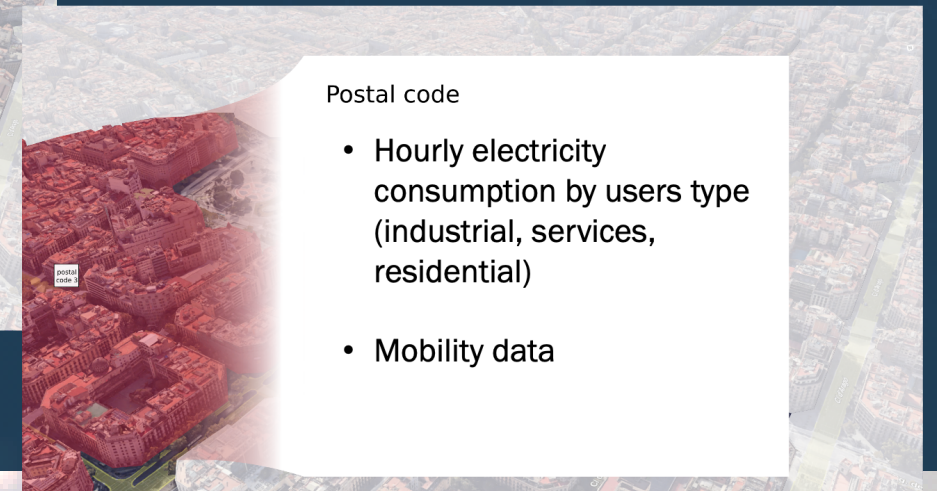 Postal code
• Hourly electricity
consumption by users type
(industrial, services,
residential)
• Mobility data
postal
code 3